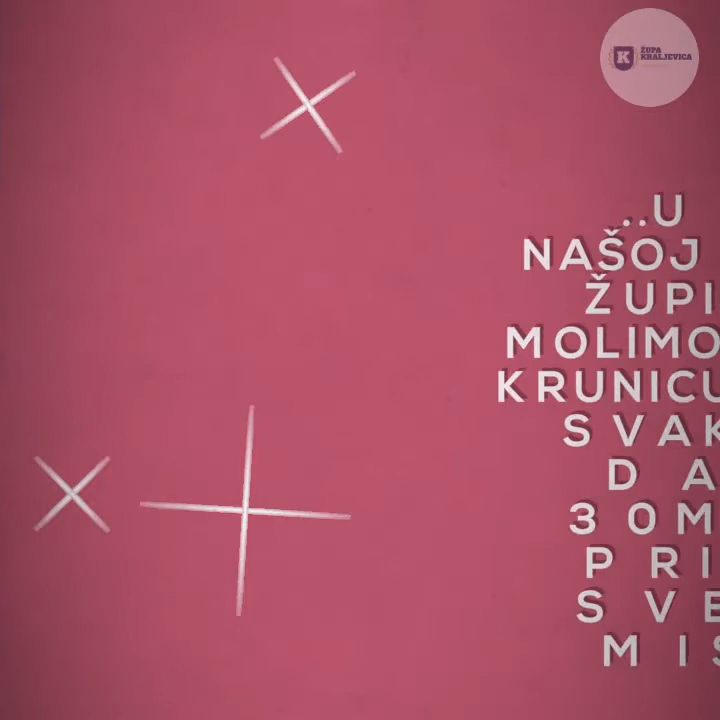 ŽUPA
KRALJEVICA
..U
NAŠOJ
ŽUPI
MOLIMO
KRUNICU
SVAK
DA
30M
PRI
SVE
MIS